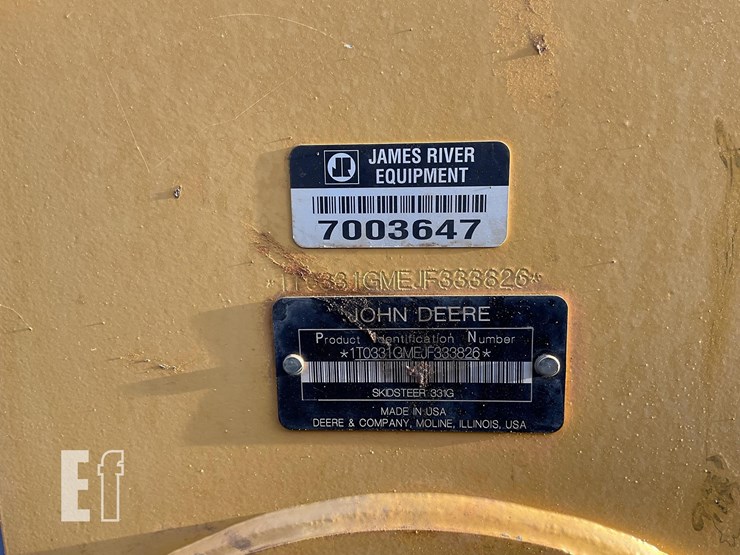 JR
JAMES RIVER
EQUIPMENT
7003647
*1T0331GMEJF333826*
JOHN DEERE
Product Identification Number
*1T0331GMEJF333826*
SKIDSTEER 331G
MADE IN USA
DEERE & COMPANY, MOLINE, ILLINOIS, USA
Ef